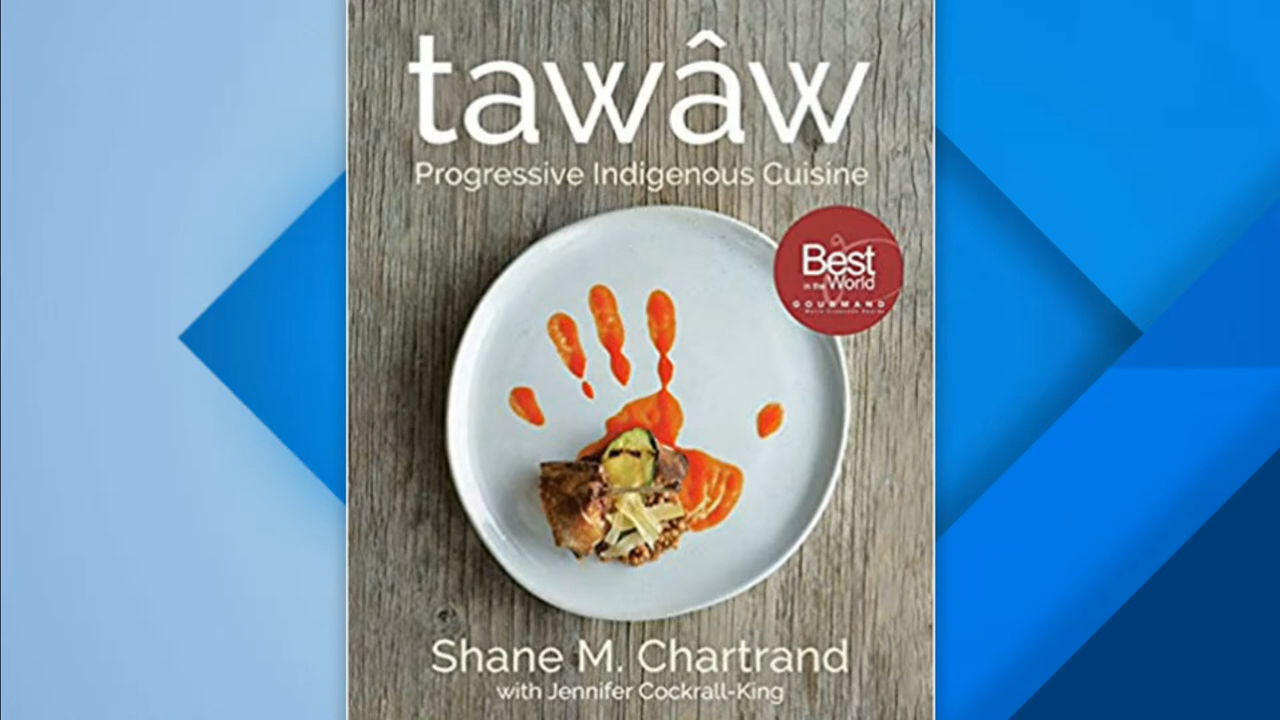 tawâw
Progressive Indigenous Cuisine
Best
in the World
GOURMAND
Shane M. Chartrand
with Jennifer Cockrall-King